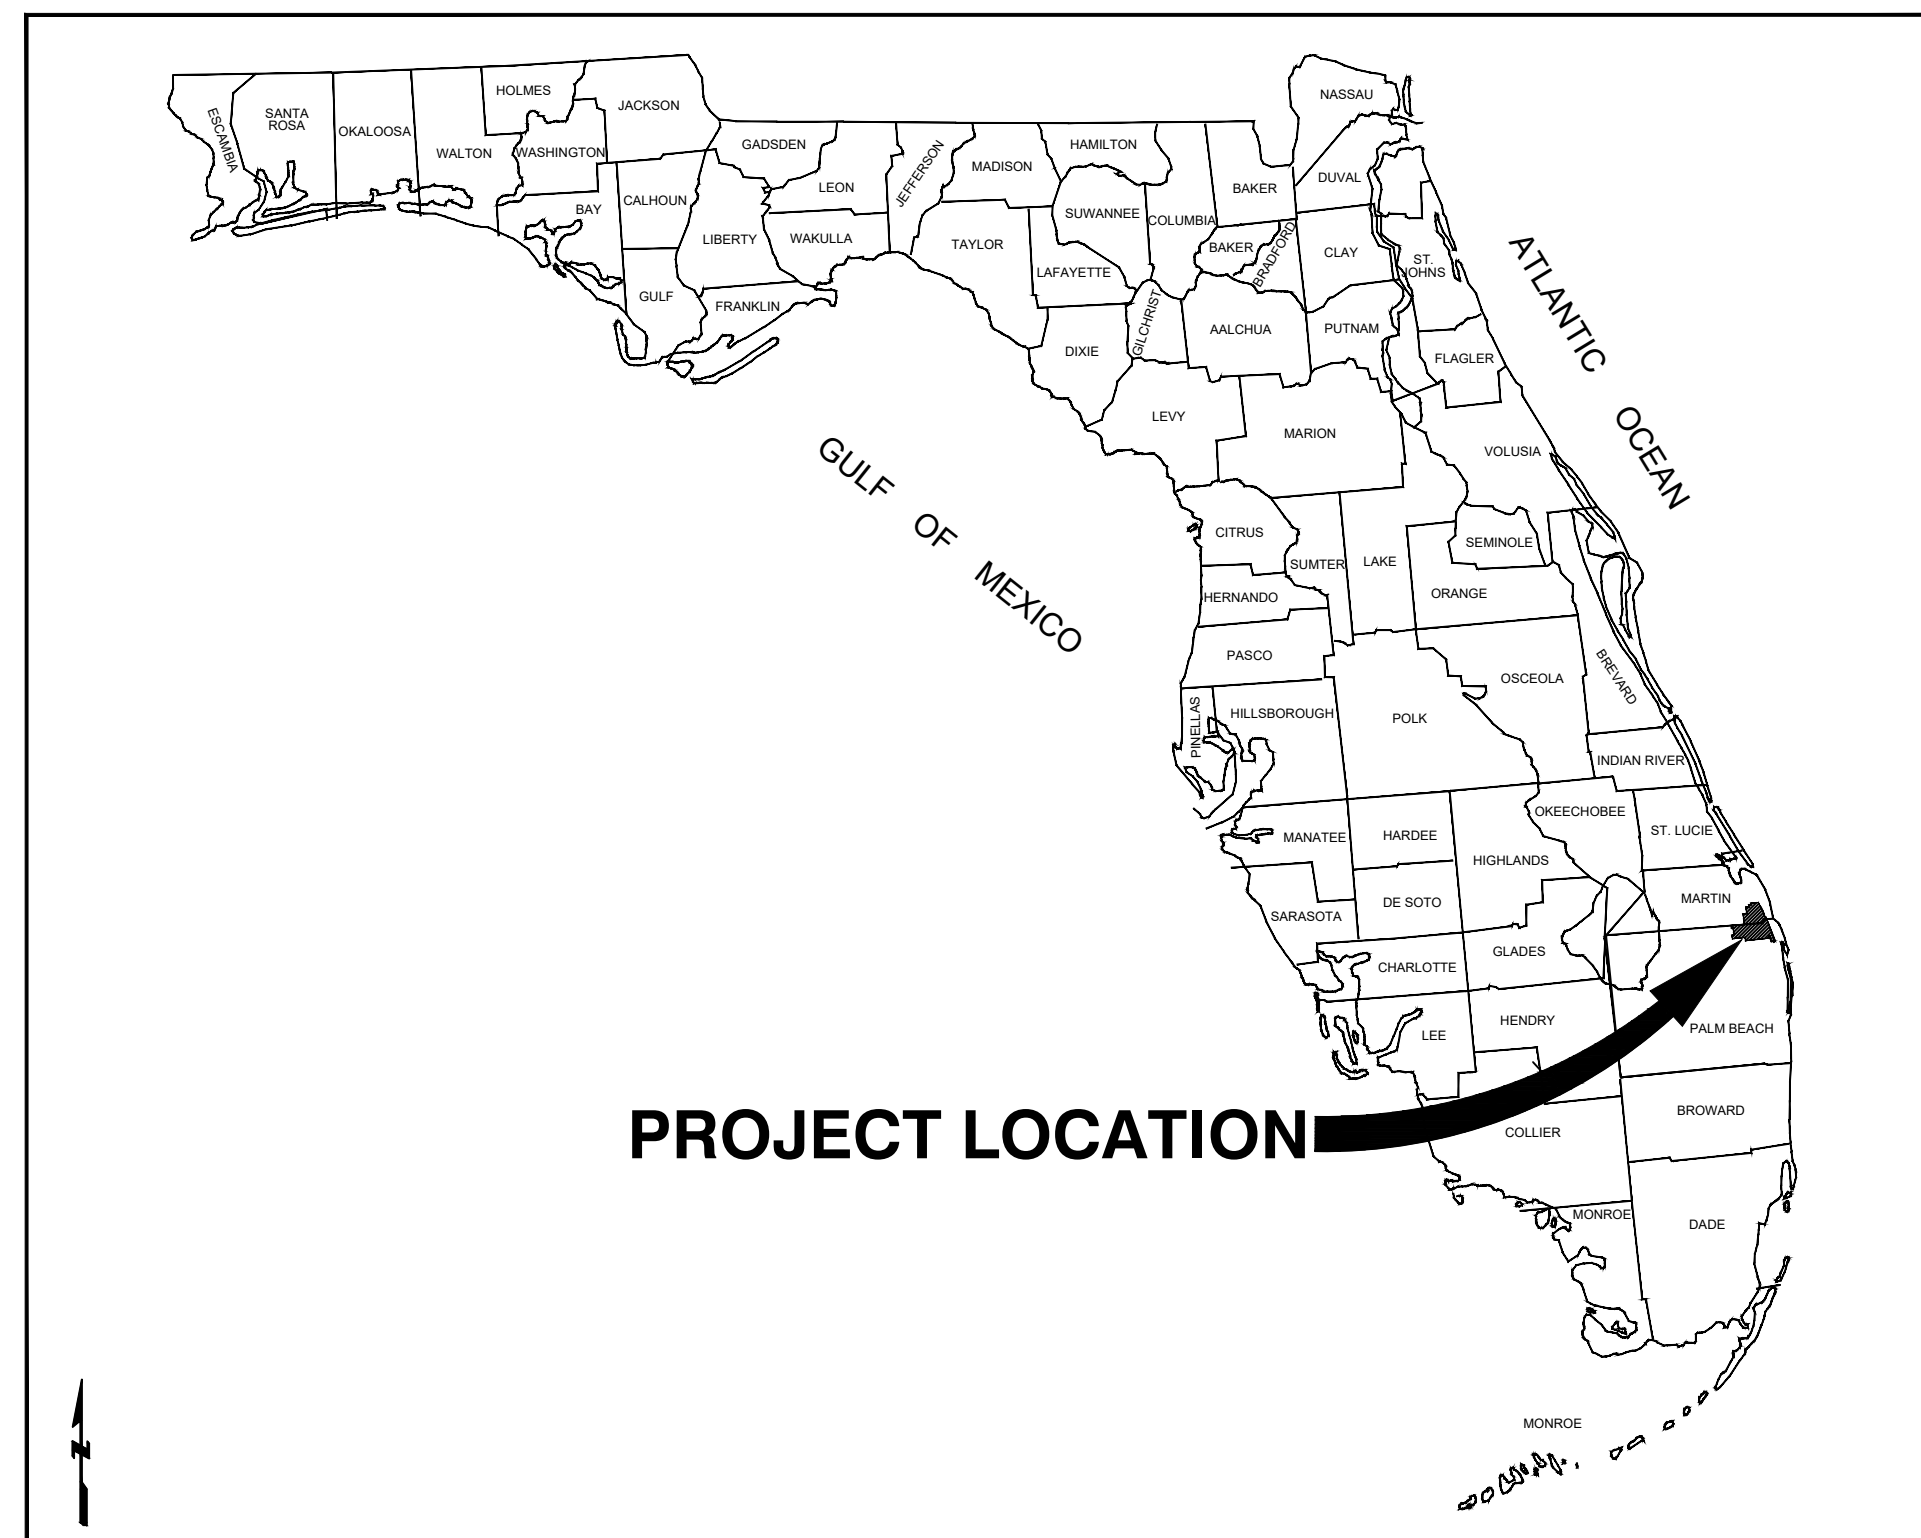 HOLMES
JACKSON
NASSAU
ESCAMBIA
SANTA
ROSA
OKALOOSA
WALTON
WASHINGTON
GADSDEN
JEFFERSON
MADISON
HAMILTON
LEON
BAKER
DUVAL
BAY
CALHOUN
LIBERTY
WAKULLA
TAYLOR
SUWANNEE
COLUMBIA
BAKER
BRADFORD
CLAY
ST.
JOHNS
LAFAYETTE
GULF
FRANKLIN
GILCHRIST
AALCHUA
PUTNAM
DIXIE
FLAGLER
ATLANTIC
OCEAN
LEVY
MARION
VOLUSIA
GULF
OF
MEXICO
CITRUS
SUMTER
LAKE
SEMINOLE
HERNANDO
ORANGE
PASCO
OSCEOLA
BREVARD
PINELLAS
HILLSBOROUGH
POLK
INDIAN RIVER
MANATEE
HARDEE
OKEECHOBEE
ST. LUCIE
HIGHLANDS
SARASOTA
DE SOTO
MARTIN
CHARLOTTE
GLADES
LEE
HENDRY
PALM BEACH
PROJECT LOCATION
COLLIER
BROWARD
MONROE
DADE
MONROE
N